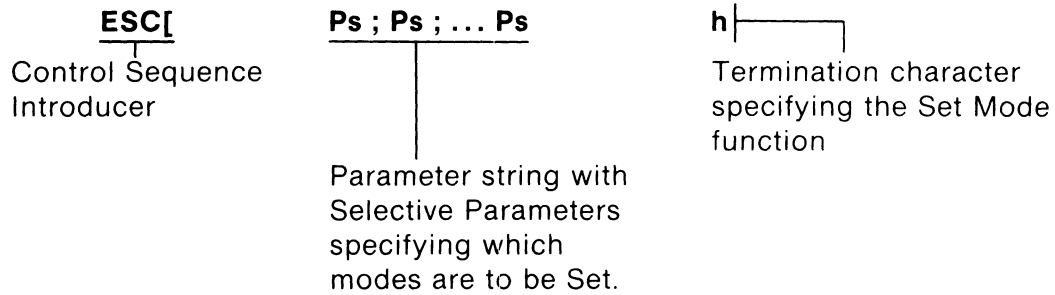 ESC[ Ps ; Ps ; ... Ps h
Control Sequence
Introducer
Termination character
specifying the Set Mode
function
Parameter string with
Selective Parameters
specifying which
modes are to be Set.